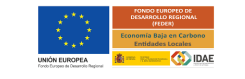 FONDO EUROPEO DE
DESARROLLO REGIONAL
(FEDER)
Economía Baja en Carbono
Entidades Locales
UNIÓN EUROPEA
Fondo Europeo de Desarrollo Regional
IDAE